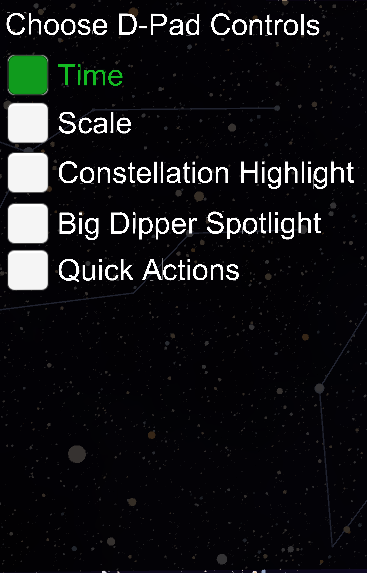 Choose D-Pad Controls
Time
Scale
Constellation Highlight
Big Dipper Spotlight
Quick Actions